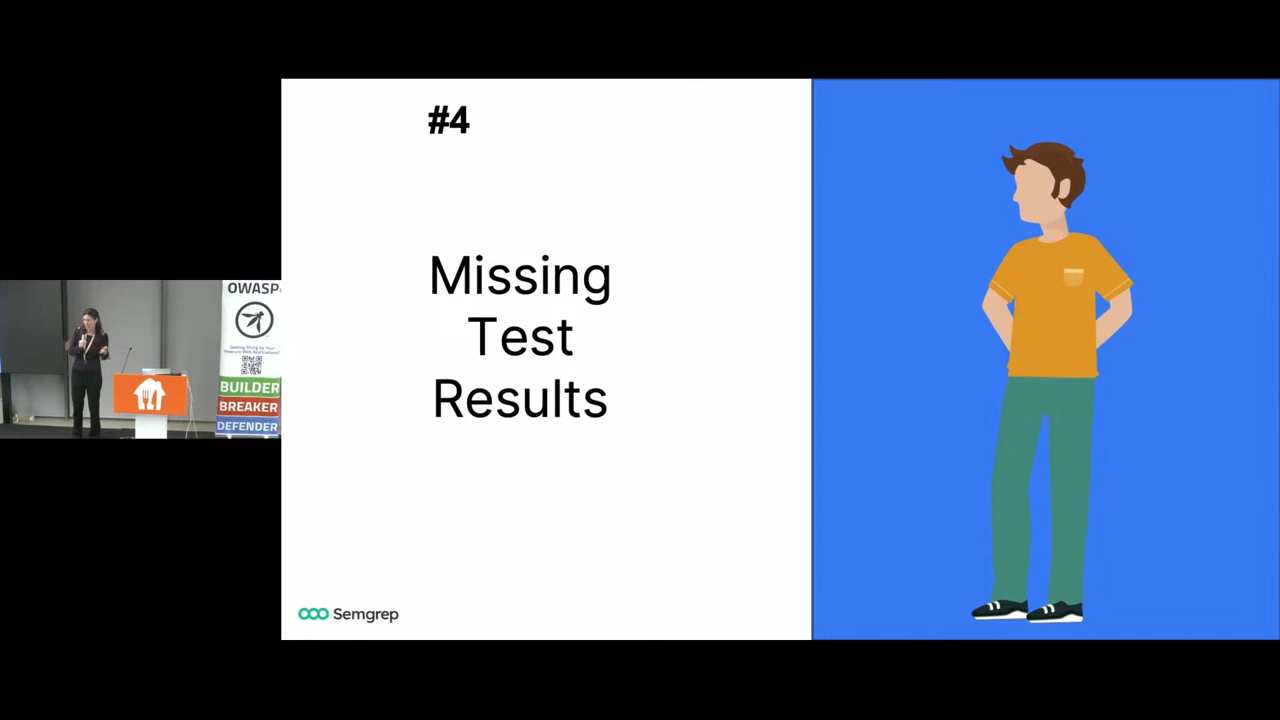 #4
Missing
Test
Results
Semgrep
OWASP
BUILDER
BREAKER
DEFENDER